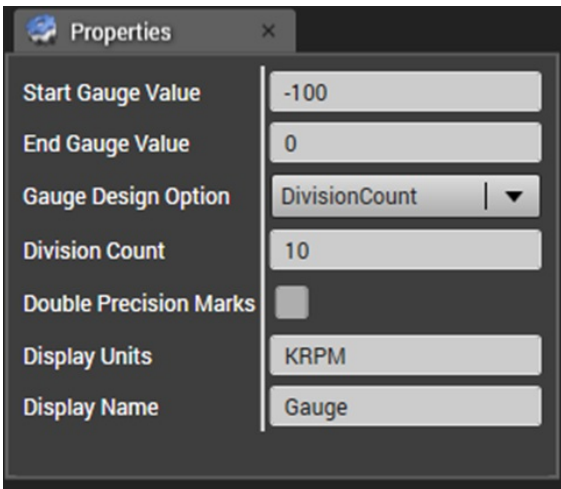 Properties
Start Gauge Value -100
End Gauge Value 0
Gauge Design Option DivisionCount
Division Count 10
Double Precision Marks
Display Units KRPM
Display Name Gauge